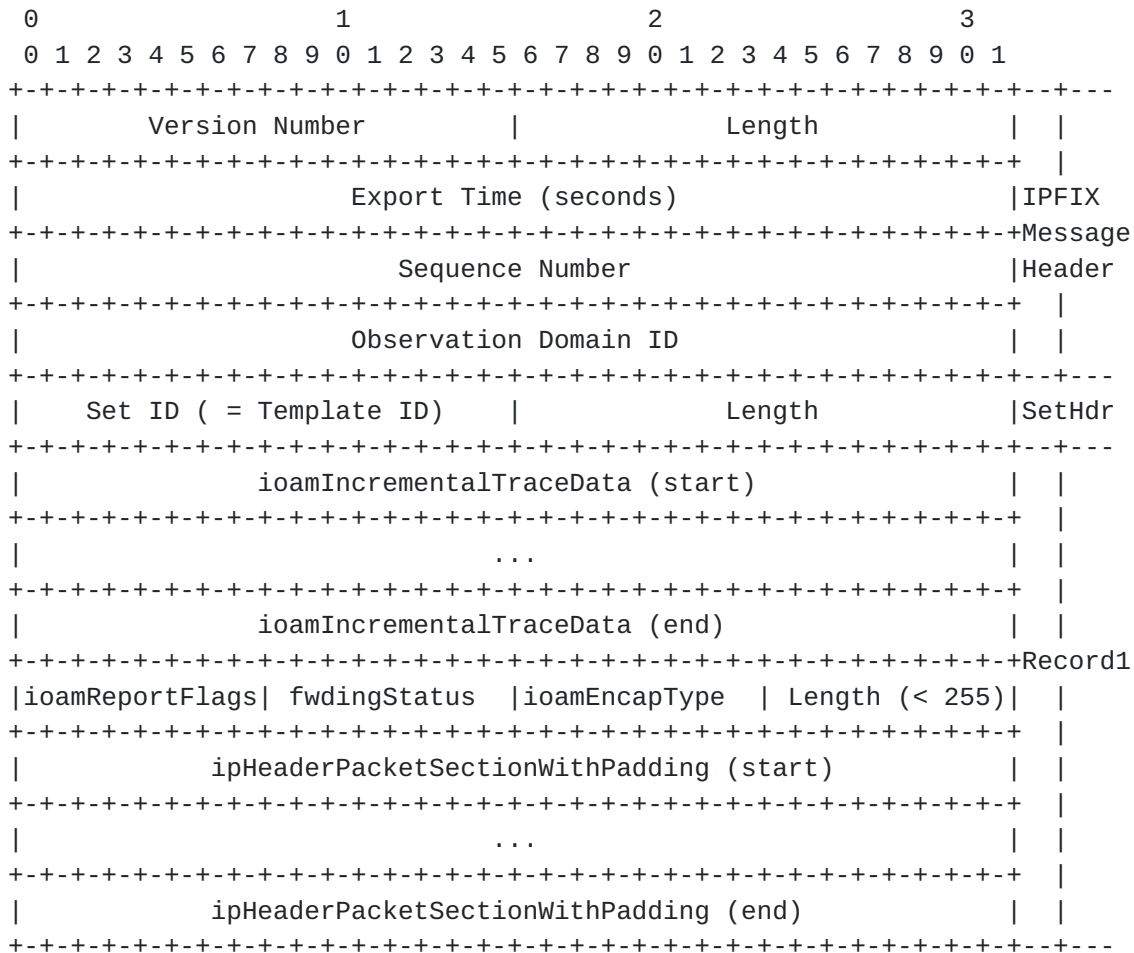 0                   1                   2                   3
 0 1 2 3 4 5 6 7 8 9 0 1 2 3 4 5 6 7 8 9 0 1 2 3 4 5 6 7 8 9 0 1
+-+-+-+-+-+-+-+-+-+-+-+-+-+-+-+-+-+-+-+-+-+-+-+-+-+-+-+-+-+-+-+-+--+---
|        Version Number         |             Length            |  |
+-+-+-+-+-+-+-+-+-+-+-+-+-+-+-+-+-+-+-+-+-+-+-+-+-+-+-+-+-+-+-+-+  |
|                     Export Time (seconds)                     |IPFIX
+-+-+-+-+-+-+-+-+-+-+-+-+-+-+-+-+-+-+-+-+-+-+-+-+-+-+-+-+-+-+-+-+Message
|                        Sequence Number                        |Header
+-+-+-+-+-+-+-+-+-+-+-+-+-+-+-+-+-+-+-+-+-+-+-+-+-+-+-+-+-+-+-+-+  |
|                     Observation Domain ID                     |  |
+-+-+-+-+-+-+-+-+-+-+-+-+-+-+-+-+-+-+-+-+-+-+-+-+-+-+-+-+-+-+-+-+--+---
|    Set ID ( = Template ID)    |             Length            |SetHdr
+-+-+-+-+-+-+-+-+-+-+-+-+-+-+-+-+-+-+-+-+-+-+-+-+-+-+-+-+-+-+-+-+--+---
|               ioamIncrementalTraceData (start)                |  |
+-+-+-+-+-+-+-+-+-+-+-+-+-+-+-+-+-+-+-+-+-+-+-+-+-+-+-+-+-+-+-+-+  |
|                              ...                              |  |
+-+-+-+-+-+-+-+-+-+-+-+-+-+-+-+-+-+-+-+-+-+-+-+-+-+-+-+-+-+-+-+-+  |
|               ioamIncrementalTraceData (end)                  |  |
+-+-+-+-+-+-+-+-+-+-+-+-+-+-+-+-+-+-+-+-+-+-+-+-+-+-+-+-+-+-+-+-+Record1
|ioamReportFlags| fwdingStatus  |ioamEncapType  | Length (< 255)|  |
+-+-+-+-+-+-+-+-+-+-+-+-+-+-+-+-+-+-+-+-+-+-+-+-+-+-+-+-+-+-+-+-+  |
|            ipHeaderPacketSectionWithPadding (start)           |  |
+-+-+-+-+-+-+-+-+-+-+-+-+-+-+-+-+-+-+-+-+-+-+-+-+-+-+-+-+-+-+-+-+  |
|                              ...                              |  |
+-+-+-+-+-+-+-+-+-+-+-+-+-+-+-+-+-+-+-+-+-+-+-+-+-+-+-+-+-+-+-+-+  |
|            ipHeaderPacketSectionWithPadding (end)             |  |
+-+-+-+-+-+-+-+-+-+-+-+-+-+-+-+-+-+-+-+-+-+-+-+-+-+-+-+-+-+-+-+-+--+---